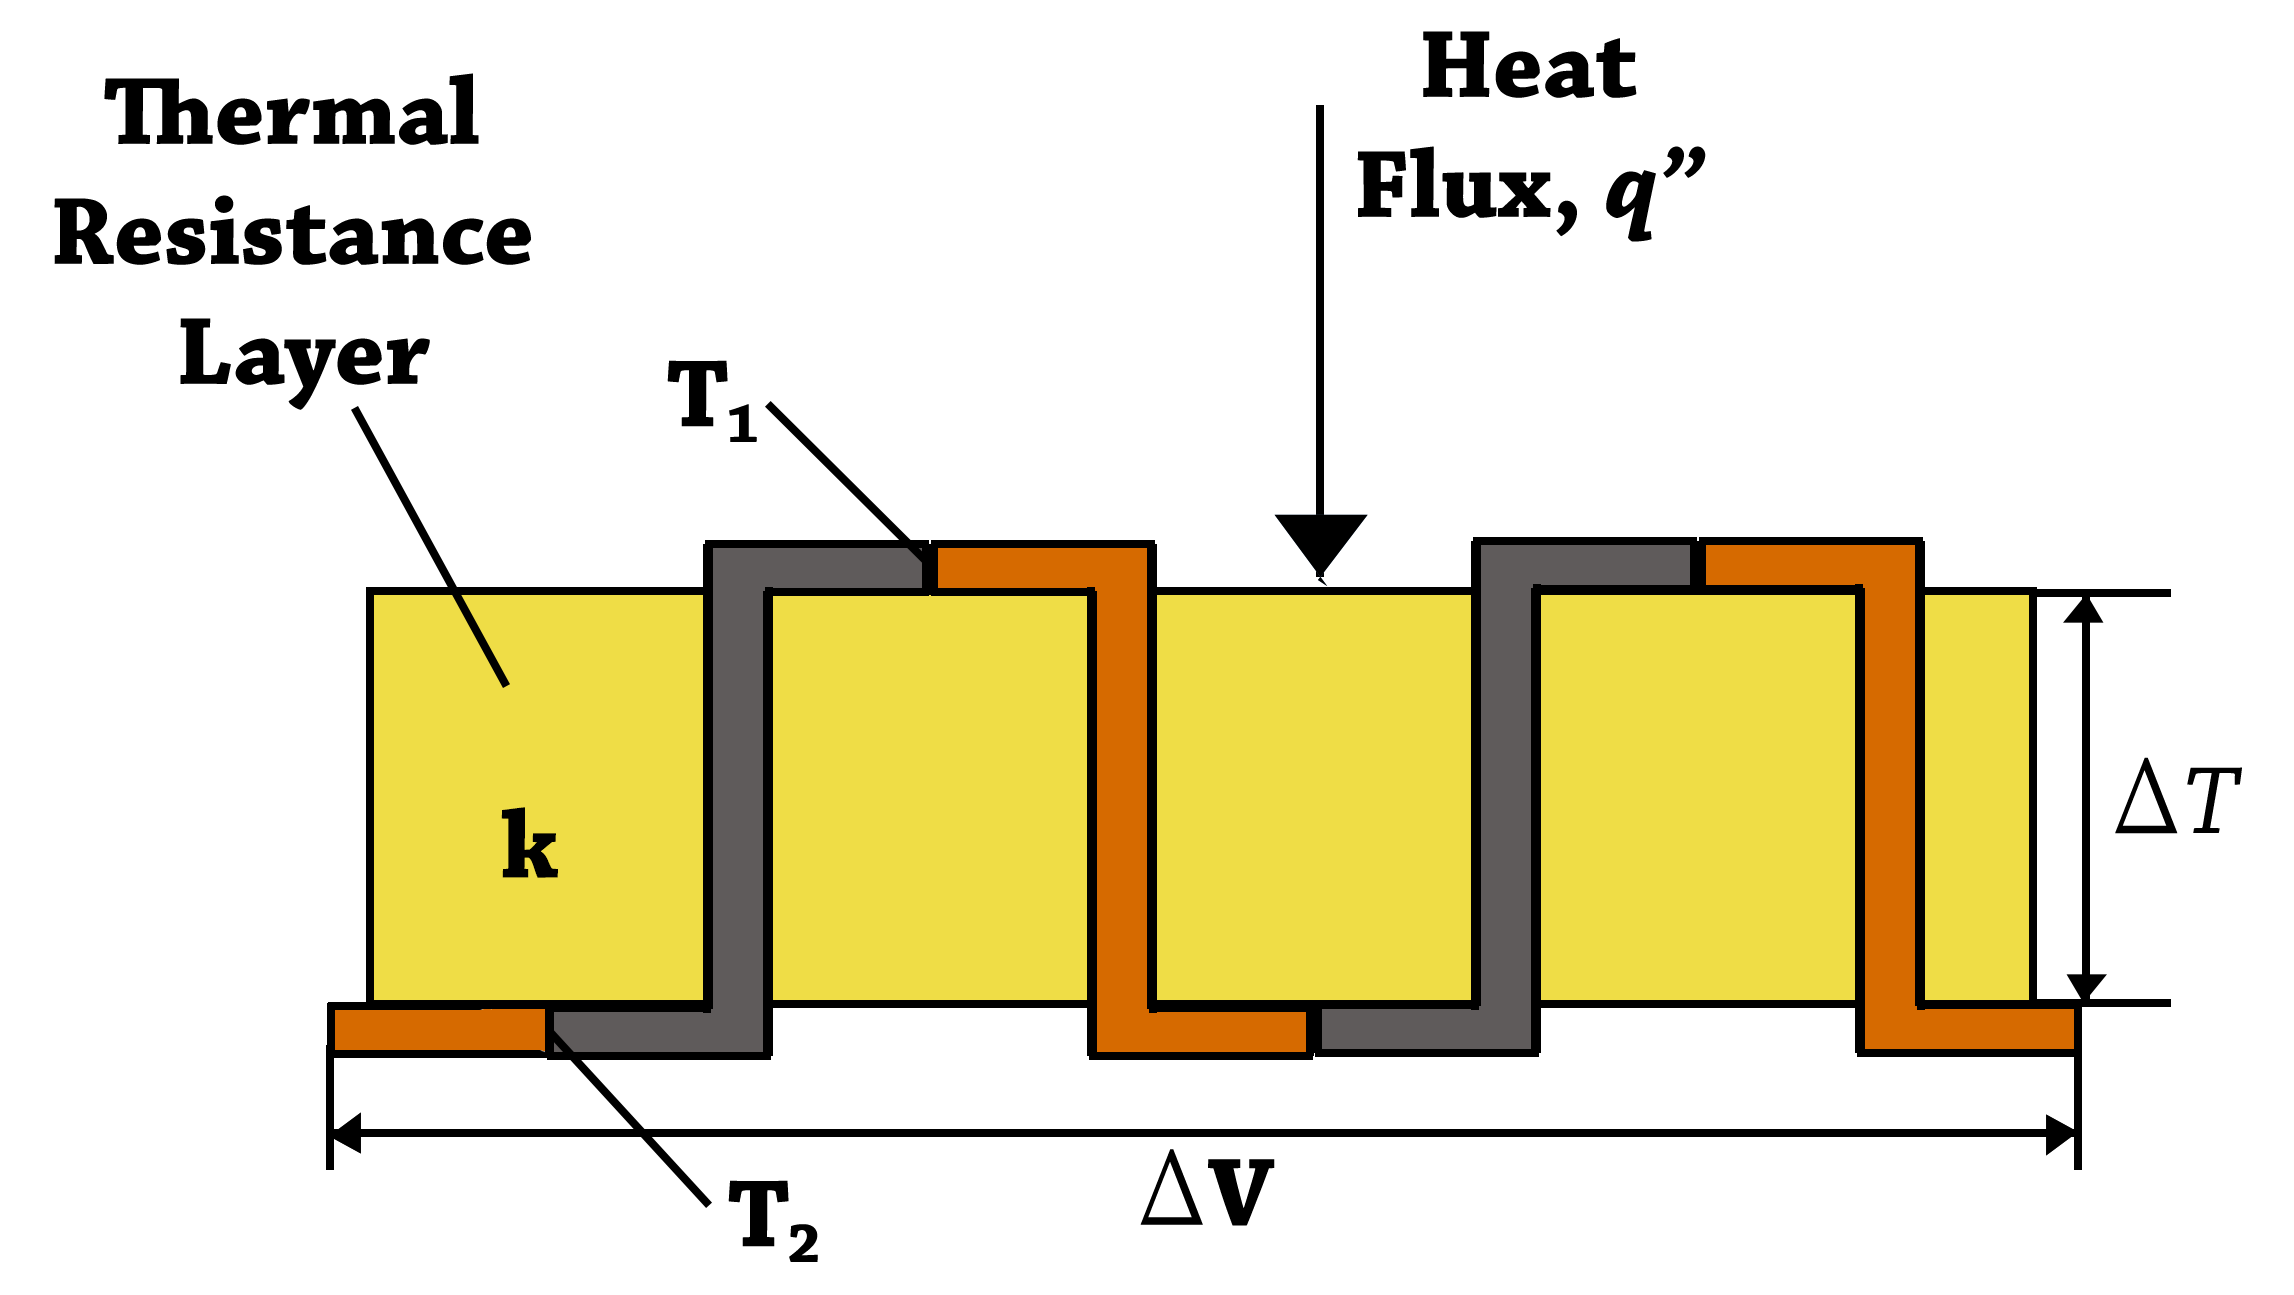 Thermal
Resistance
Layer
Heat
Flux, q”
T₁
k
ΔT
ΔV
T₂